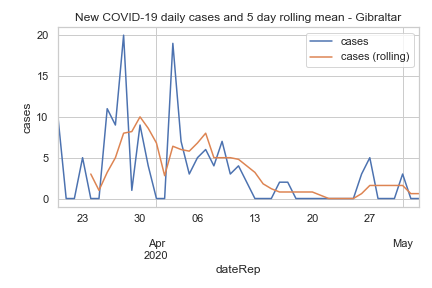 New COVID-19 daily cases and 5 day rolling mean - Gibraltar
cases
cases (rolling)
20
15
10
5
0
cases
23
30
06
13
20
27
Apr
2020
May
dateRep